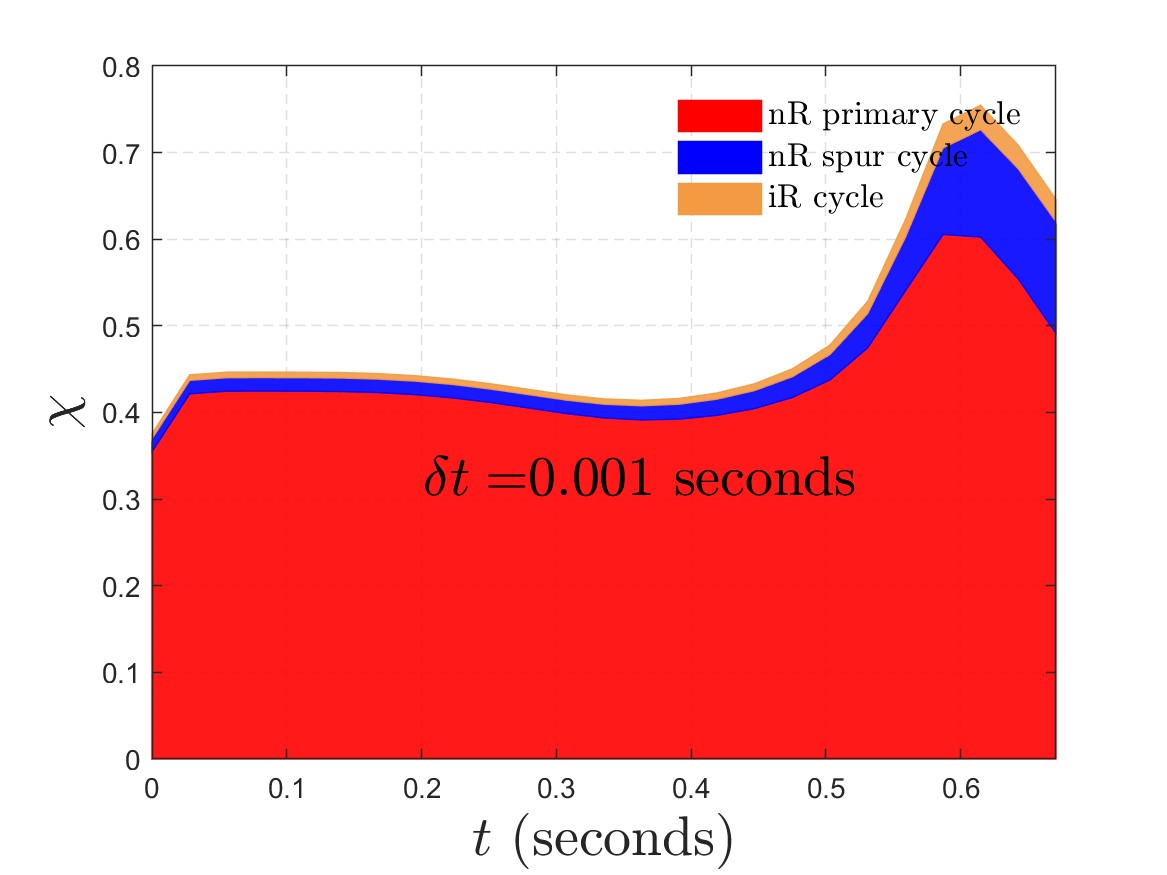 0.8
0.7
0.6
0.5
0.4
0.3
0.2
0.1
0
χ
nR primary cycle
nR spur cycle
iR cycle
δt =0.001 seconds
0 0.1 0.2 0.3 0.4 0.5 0.6
t (seconds)